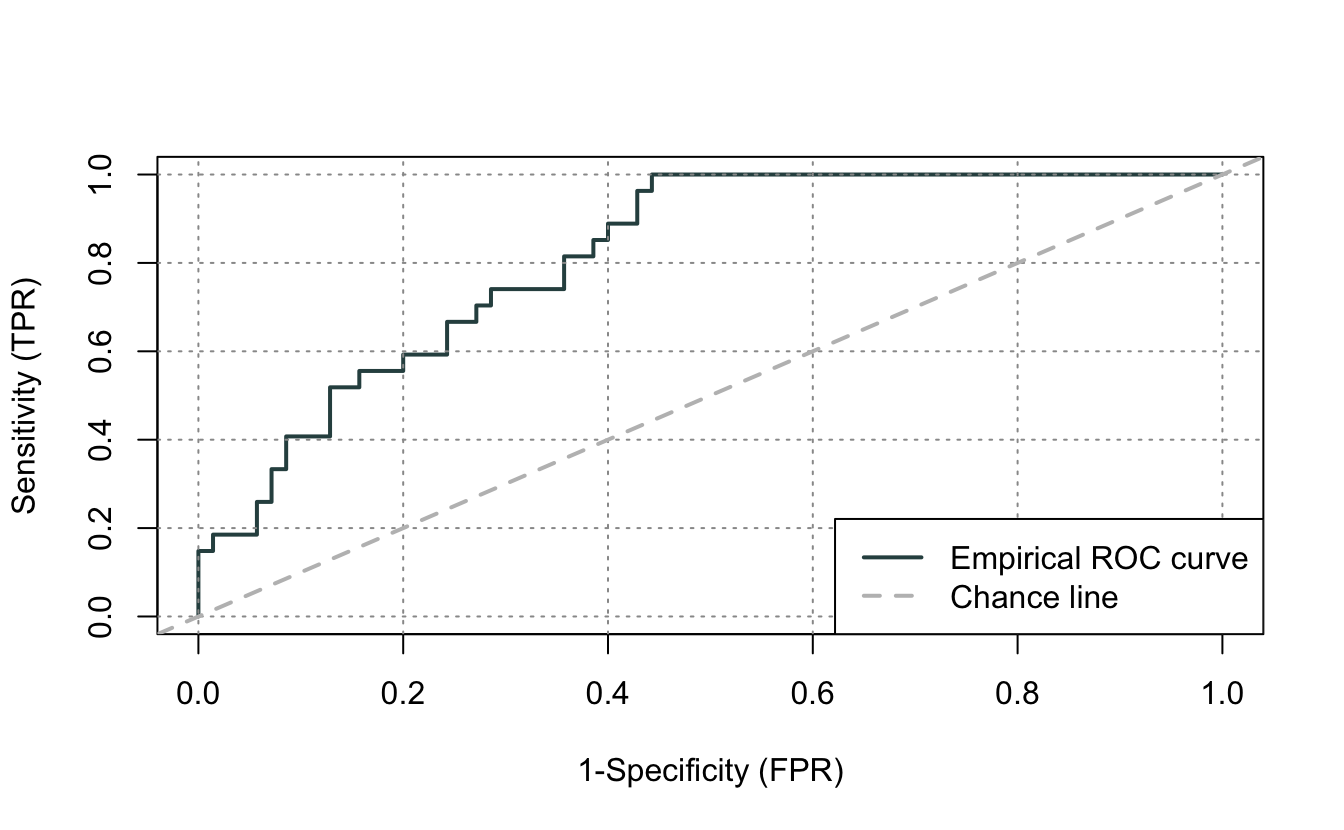 Sensitivity (TPR)
1.0
0.8
0.6
0.4
0.2
0.0
Empirical ROC curve
Chance line
0.0 0.2 0.4 0.6 0.8 1.0
1-Specificity (FPR)